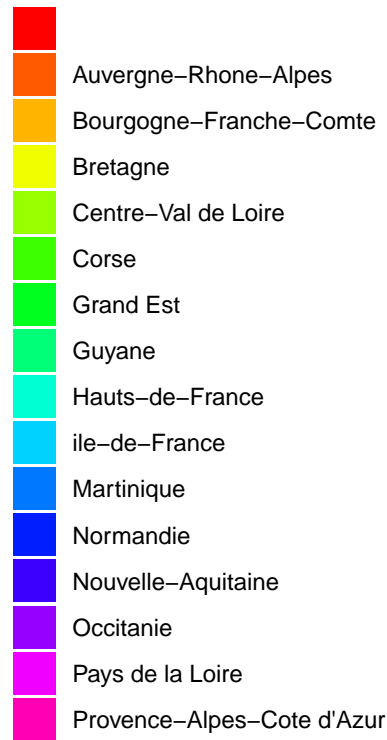 Auvergne−Rhone−Alpes
Bourgogne−Franche−Comte
Bretagne
Centre−Val de Loire
Corse
Grand Est
Guyane
Hauts−de−France
ile−de−France
Martinique
Normandie
Nouvelle−Aquitaine
Occitanie
Pays de la Loire
Provence−Alpes−Cote d'Azur